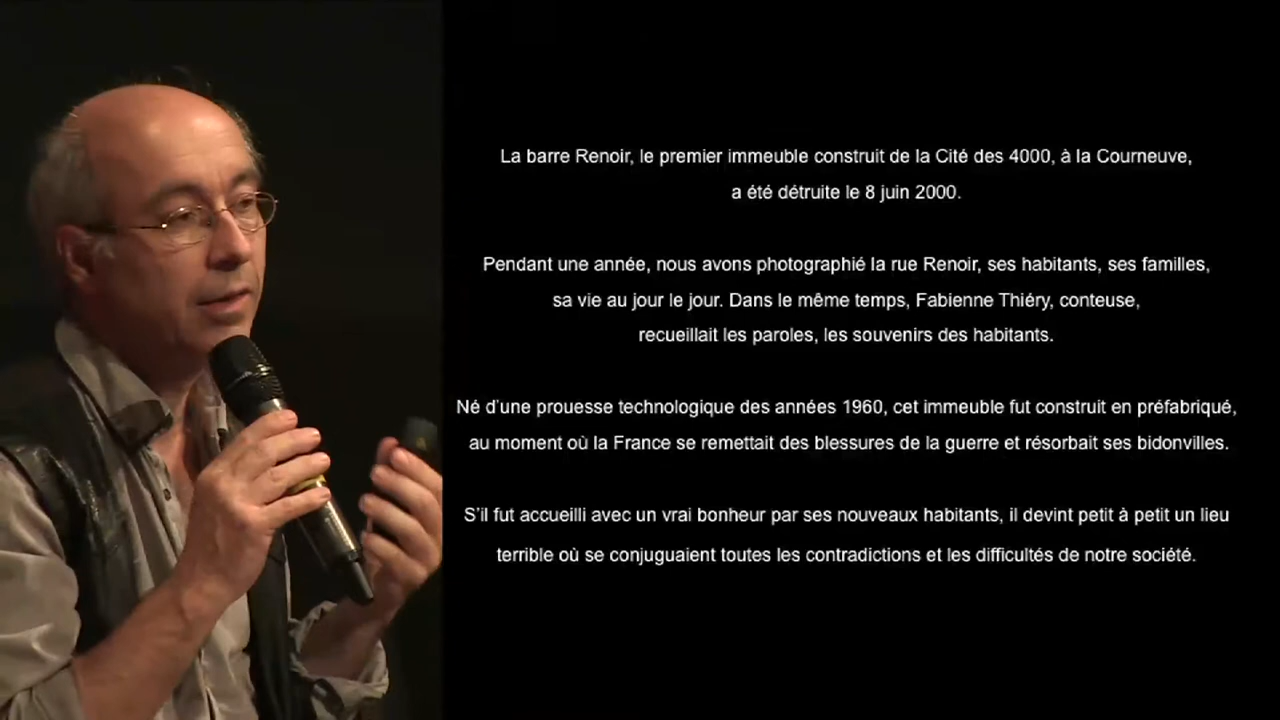 La barre Renoir, le premier immeuble construit de la Cité des 4000, à la Courneuve,
a été détruite le 8 juin 2000.
Pendant une année, nous avons photographié la rue Renoir, ses habitants, ses familles,
sa vie au jour le jour. Dans le même temps, Fabienne Thiéry, conteuse,
recueillait les paroles, les souvenirs des habitants.
Né d'une prouesse technologique des années 1960, cet immeuble fut construit en préfabriqué,
au moment où la France se remettait des blessures de la guerre et résorbait ses bidonvilles.
S'il fut accueilli avec un vrai bonheur par ses nouveaux habitants, il devint petit à petit un lieu
terrible où se conjuguaient toutes les contradictions et les difficultés de notre société.